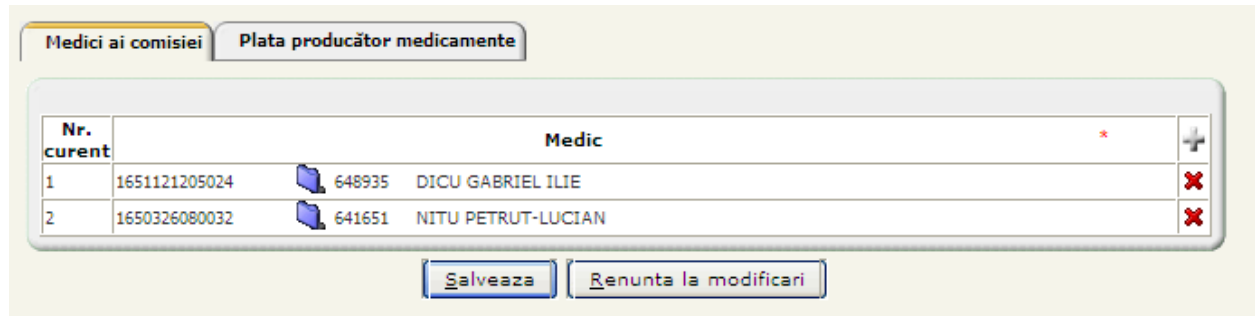 Medici ai comisiei Plata producător medicamente
Nr. curent Medic *
1 1651121205024 648935 DICU GABRIEL ILIE
2 1650326080032 641651 NITU PETRUT-LUCIAN
Salveaza Renunta la modificari